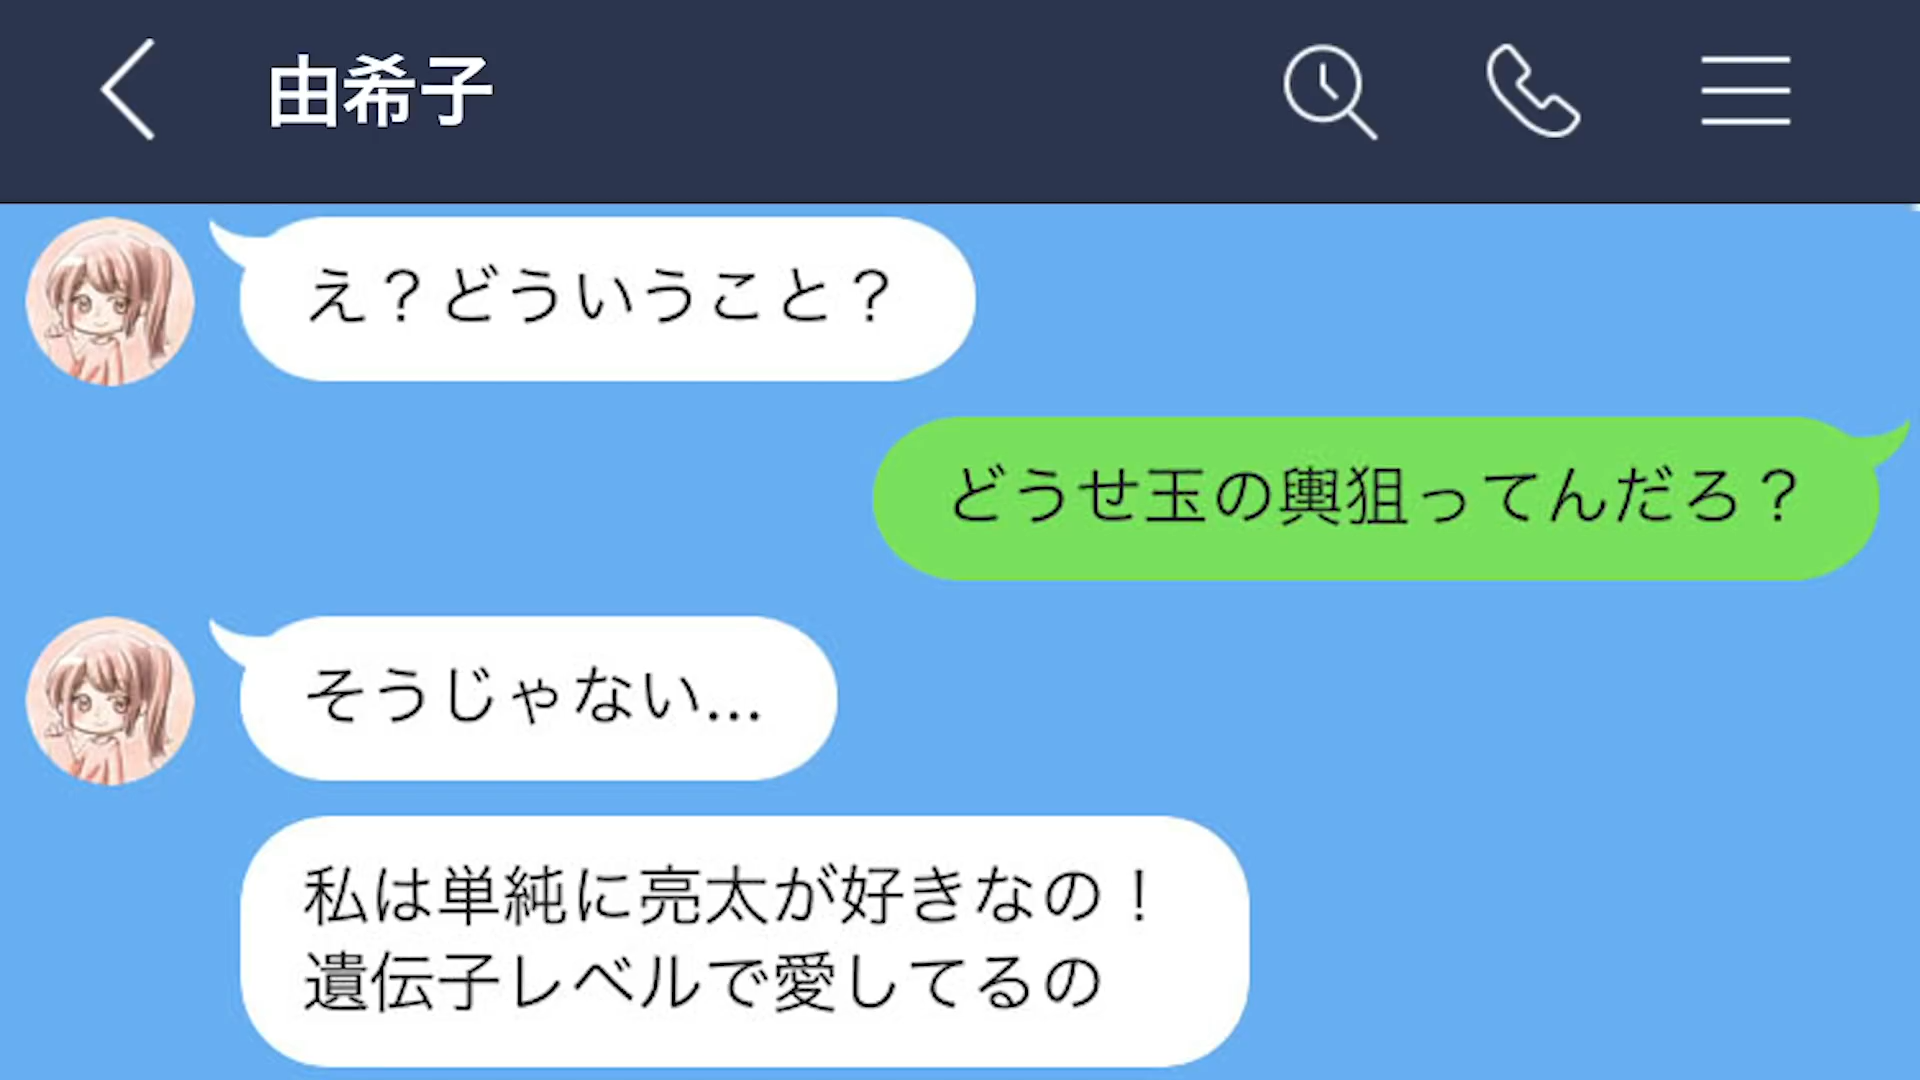 由希子
え？どういうこと？
どうせ玉の輿狙ってんだろ？
そうじゃない…
私は単純に亮太が好きなの！
遺伝子レベルで愛してるの